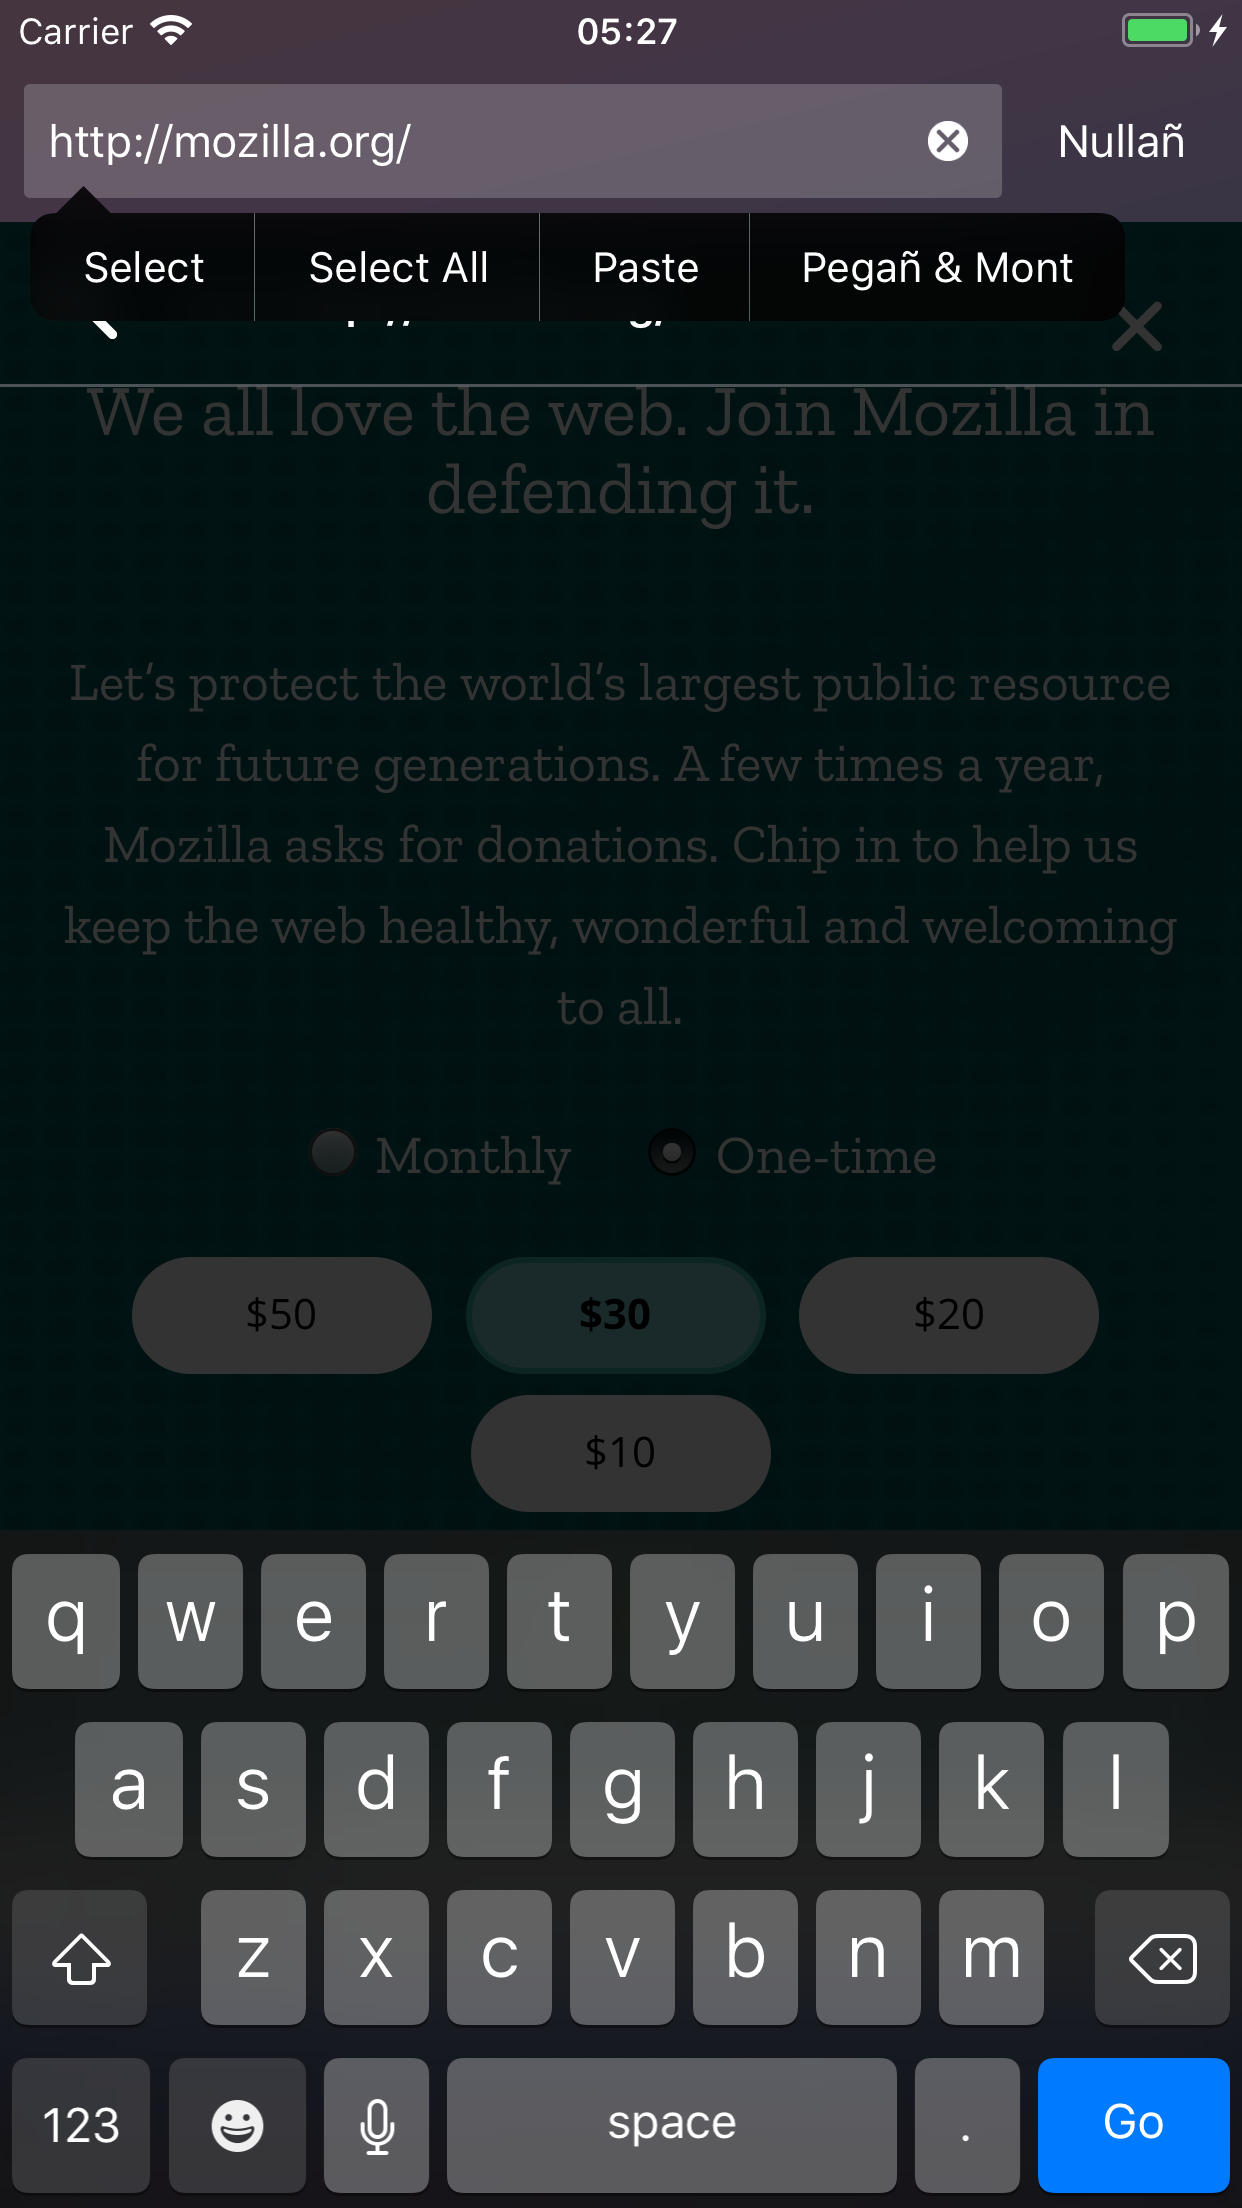 Carrier
05:27
http://mozilla.org/
Nullañ
Select
Select All
Paste
Pegañ & Mont
We all love the web. Join Mozilla in
defending it.
Let’s protect the world’s largest public resource
for future generations. A few times a year,
Mozilla asks for donations. Chip in to help us
keep the web healthy, wonderful and welcoming
to all.
Monthly
One-time
$50
$30
$20
$10
q w e r t y u i o p
a s d f g h j k l
z x c v b n m
123
space
.
Go